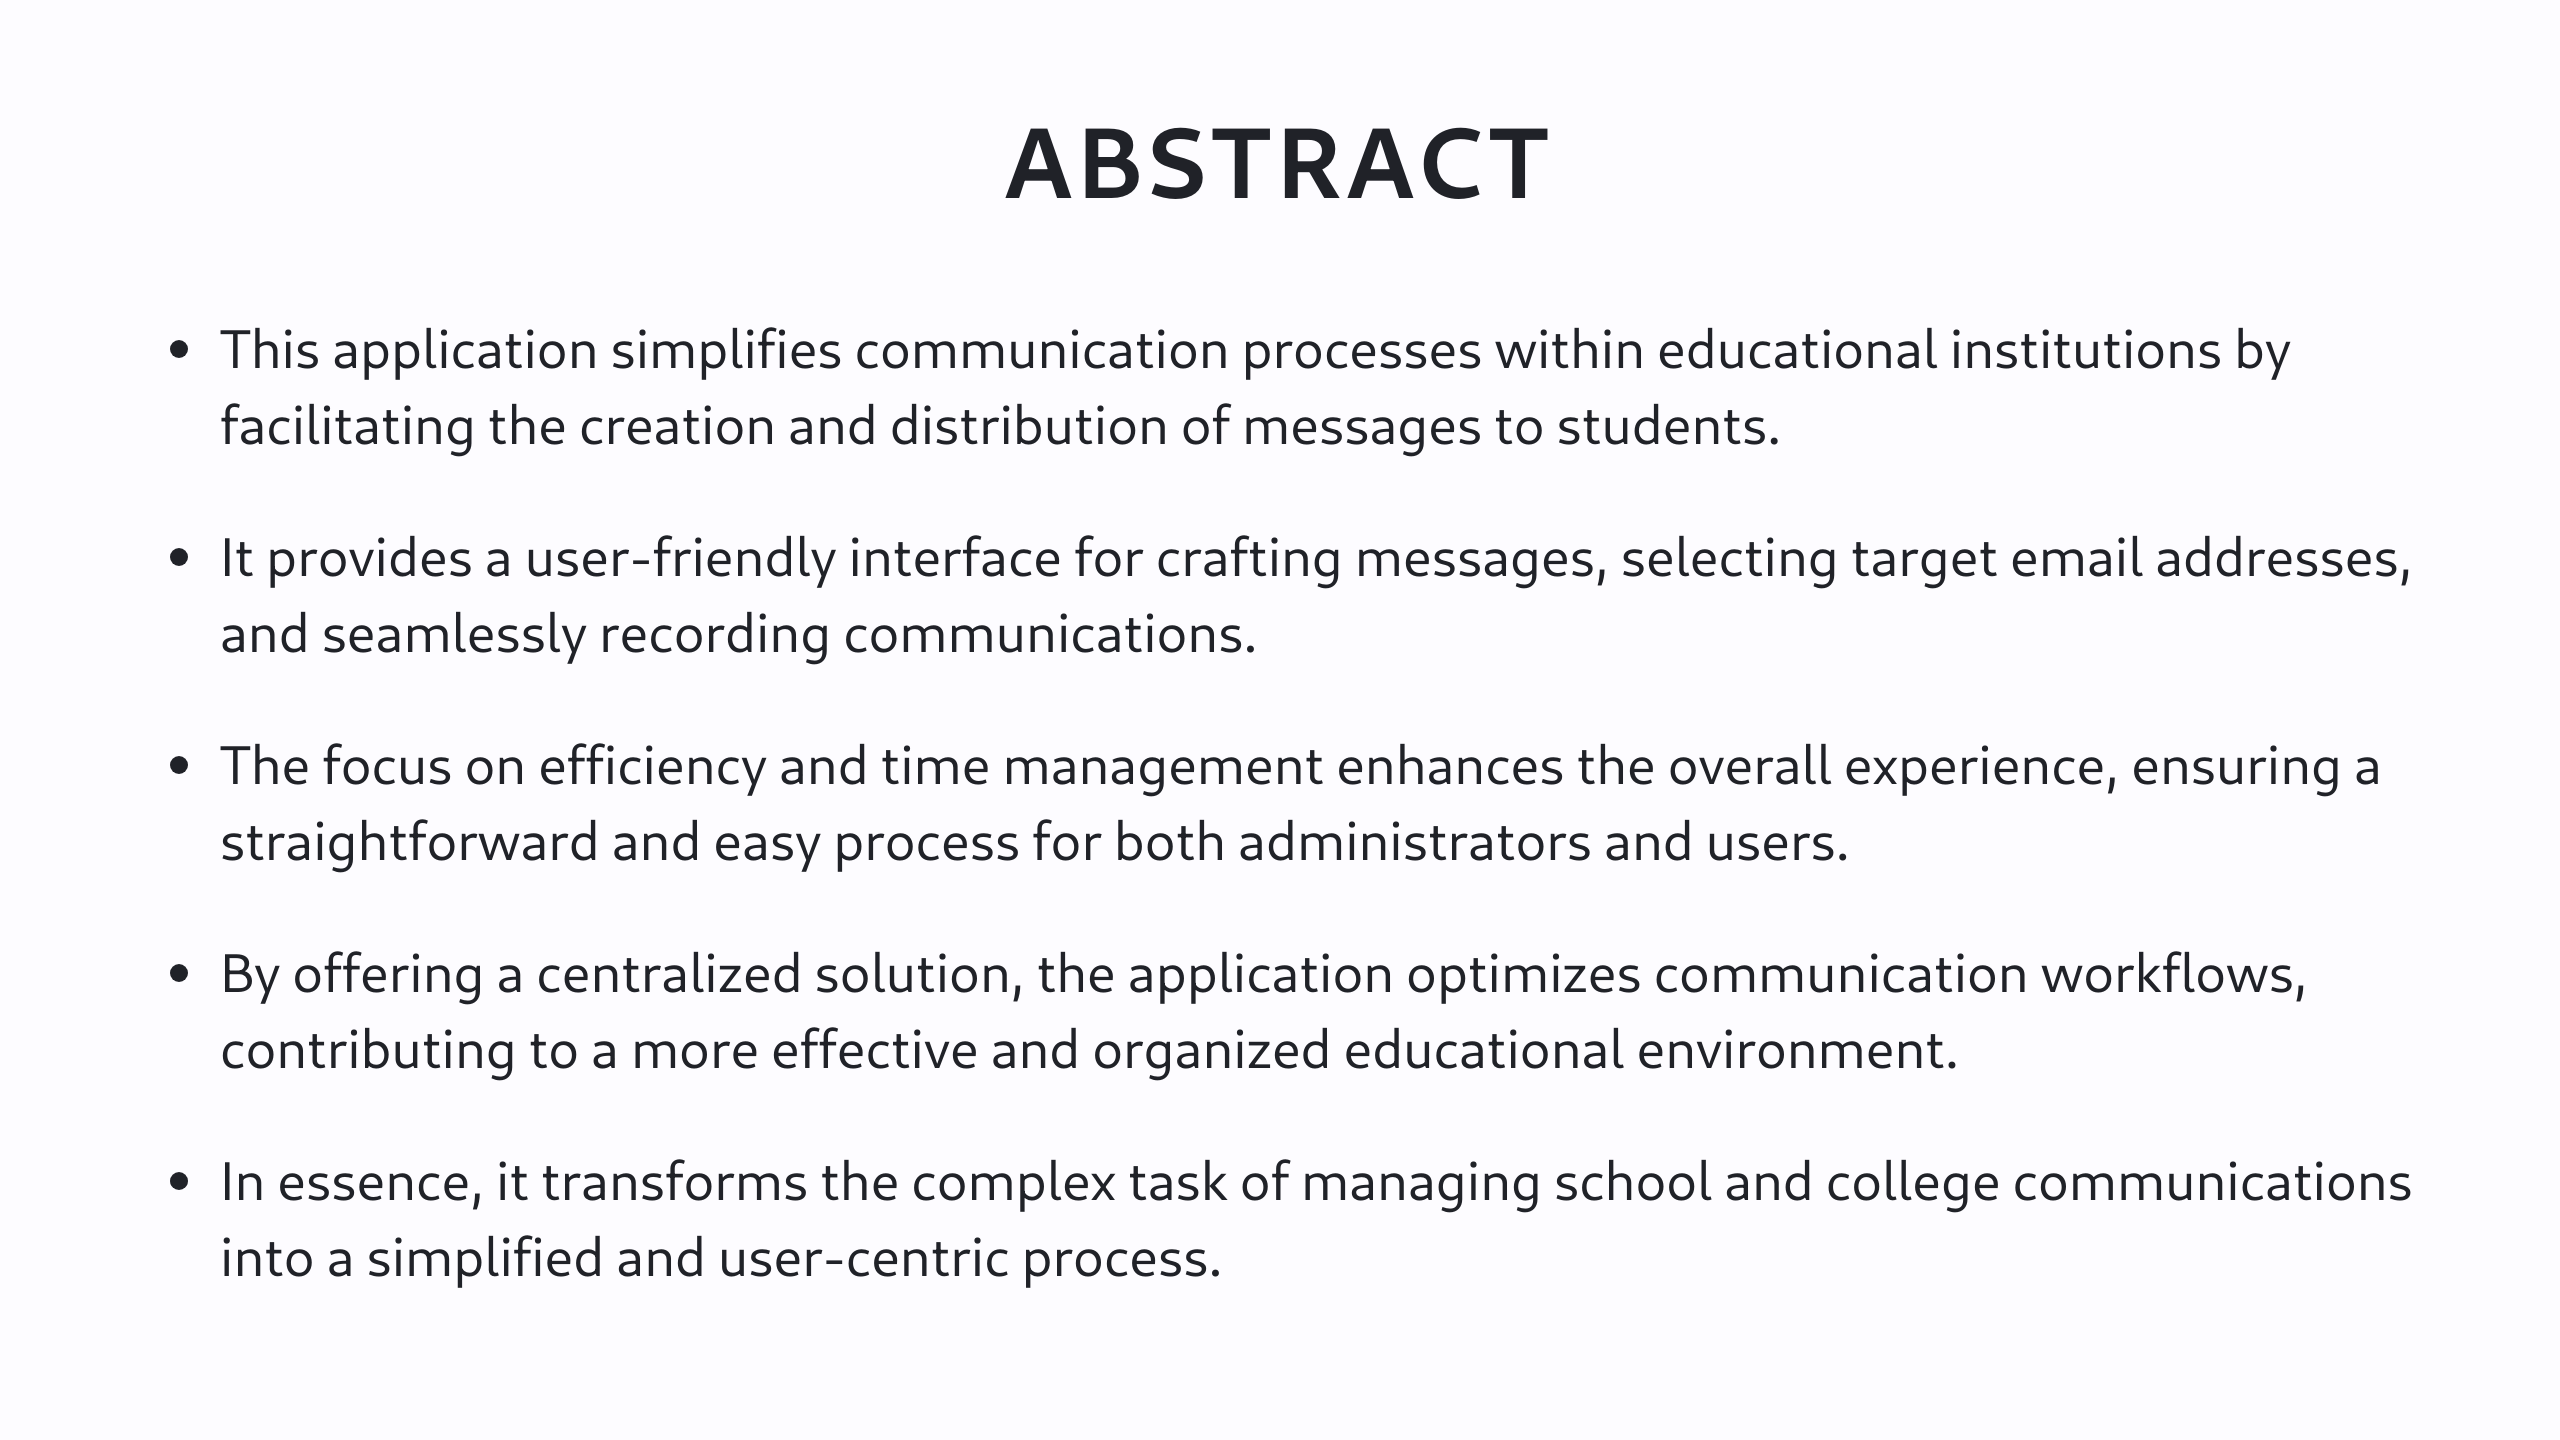 ABSTRACT
• This application simplifies communication processes within educational institutions by
facilitating the creation and distribution of messages to students.
• It provides a user-friendly interface for crafting messages, selecting target email addresses,
and seamlessly recording communications.
• The focus on efficiency and time management enhances the overall experience, ensuring a
straightforward and easy process for both administrators and users.
• By offering a centralized solution, the application optimizes communication workflows,
contributing to a more effective and organized educational environment.
• In essence, it transforms the complex task of managing school and college communications
into a simplified and user-centric process.